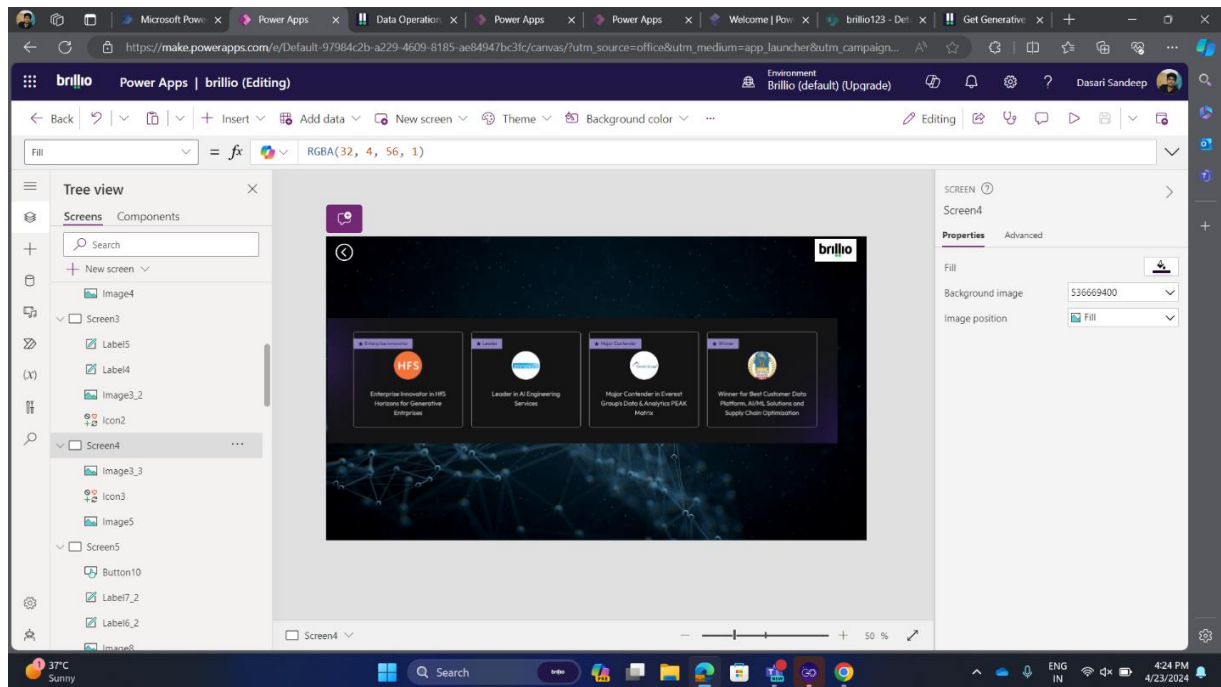 Microsoft Powe
Power Apps
Data Operation
Power Apps
Power Apps
Welcome | Pow
brillio123 - Def
Get Generative
https://make.powerapps.com/e/Default-97984c2b-a229-4609-8185-ae84947bc3fc/canvas/?utm_source=office&utm_medium=app_launcher&utm_campaign...
brillio
Power Apps | brillio (Editing)
Environment
Brillio (default) (Upgrade)
Dasari Sandeep
Back
Insert
Add data
New screen
Theme
Background color
Editing
Fill
= fx
RGBA(32, 4, 56, 1)
Tree view
Screens Components
Search
New screen
Image4
Screen3
Label5
Label4
Image3_2
Icon2
Screen4
Image3_3
Icon3
Image5
Screen5
Button10
Label7_2
Label6_2
Image8
brillio
Enterprise Innovator
Leader
Major Contender
Winner
HFS
Enterprise Innovator in HfS
Horizons for Generative
Entrprises
Leader in AI Engineering
Services
Major Contender in Everest
Group's Data & Analytics PEAK
Matrix
Winner for Best Customer Data
Platform, AI/ML Solutions and
Supply Chain Optimization
Screen4
50 %
SCREEN
Screen4
Properties Advanced
Fill
Background image
536669400
Image position
Fill
37°C
Sunny
Search
brillio
ENG
IN
4:24 PM
4/23/2024